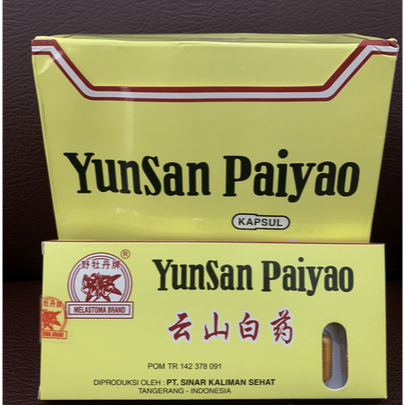 YunSan Paiyao
KAPSUL
野牡丹牌
®
MELASTOMA BRAND
YunSan Paiyao
云山白药
POM TR 142 378 091
DIPRODUKSI OLEH : PT. SINAR KALIMAN SEHAT
TANGERANG - INDONESIA